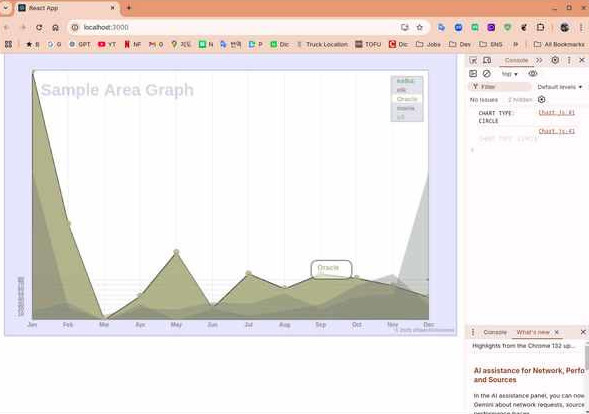 React App
localhost:3000
G
GPT
YT
NF
G
지도
N
번역
P
Dic
Truck Location
TOFU
Dic
Jobs
Dev
SNS
All Bookmarks
Console
top
Filter
Default levels
No Issues
2 hidden
CHART TYPE:
CIRCLE
Chart.js:41
Chart.js:41
Sample Area Graph
Oracle
Oracle
Jan Feb Mar Apr May Jun Jul Aug Sep Oct Nov Dec
Console
What's new
Highlights from the Chrome 132 up...
AI assistance for Network, Perfo
and Sources
In the AI assistance panel, you can now
Gemini about network requests, source